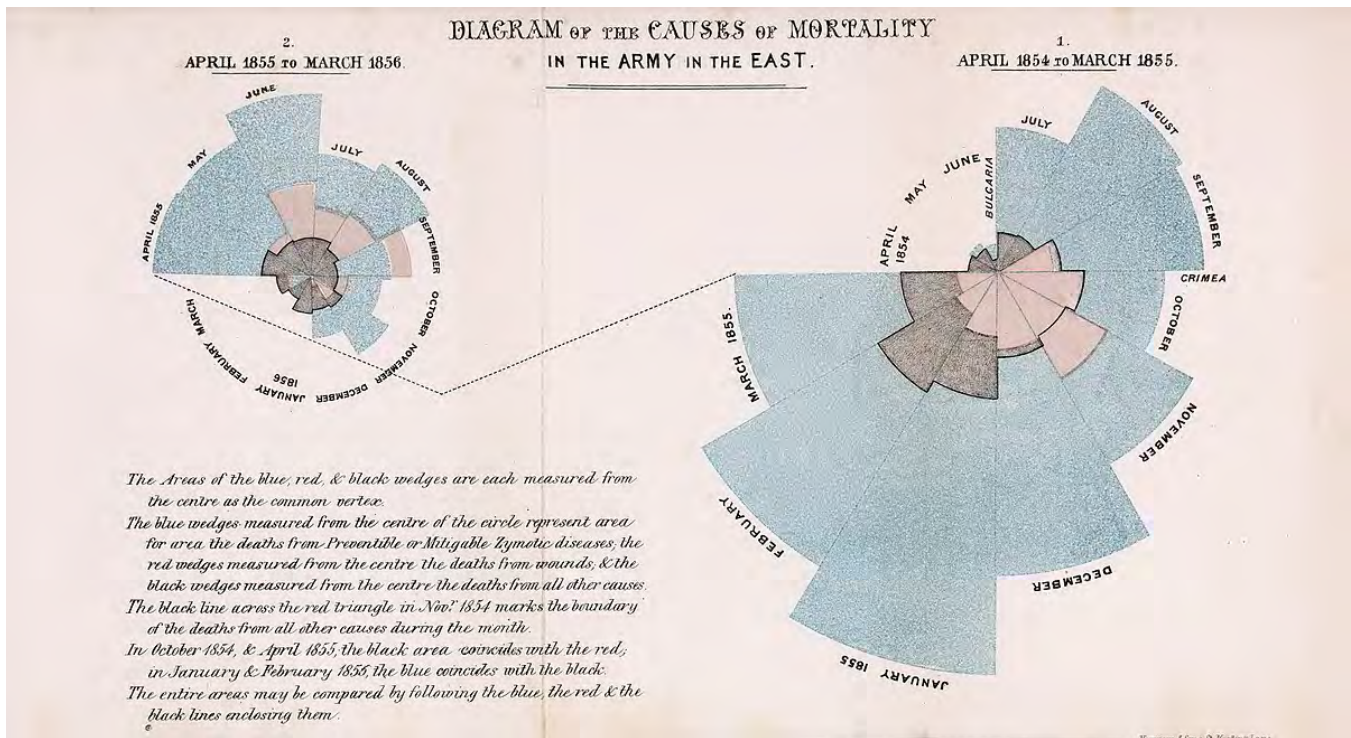 DIAGRAM OF THE CAUSES OF MORTALITY
IN THE ARMY IN THE EAST.
2.
APRIL 1855 TO MARCH 1856.
1.
APRIL 1854 TO MARCH 1855.
APRIL 1855
MAY
JUNE
JULY
AUGUST
SEPTEMBER
OCTOBER
NOVEMBER
DECEMBER
JANUARY
1856
FEBRUARY
MARCH
APRIL
1854
MAY
JUNE
BULGARIA
JULY
AUGUST
SEPTEMBER
CRIMEA
OCTOBER
NOVEMBER
DECEMBER
JANUARY 1855
FEBRUARY
MARCH 1855.
The Areas of the blue, red, & black wedges are each measured from
the centre as the common vertex.
The blue wedges measured from the centre of the circle represent area
for area the deaths from Preventible or Mitigable Zymotic diseases; the
red wedges measured from the centre the deaths from wounds; & the
black wedges measured from the centre the deaths from all other causes.
The black line across the red triangle in Novr. 1854 marks the boundary
of the deaths from all other causes during the month.
In October 1854, & April 1855; the black area coincides with the red;
in January & February 1856, the blue coincides with the black.
The entire areas may be compared by following the blue, the red & the
black lines enclosing them.